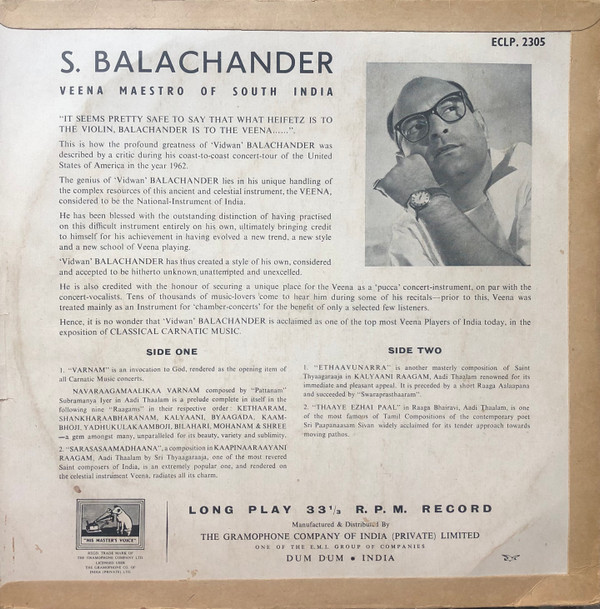 ECLP. 2305
S. BALACHANDER
VEENA MAESTRO OF SOUTH INDIA
"IT SEEMS PRETTY SAFE TO SAY THAT WHAT HEIFETZ IS TO
THE VIOLIN, BALACHANDER IS TO THE VEENA......".
This is how the profound greatness of 'Vidwan' BALACHANDER was
described by a critic during his coast-to-coast concert-tour of the United
States of America in the year 1962.
The genius of 'Vidwan' BALACHANDER lies in his unique handling of
the complex resources of this ancient and celestial instrument, the VEENA,
considered to be the National-Instrument of India.
He has been blessed with the outstanding distinction of having practised
on this difficult instrument entirely on his own, ultimately bringing credit
to himself for his achievement in having evolved a new trend, a new style
and a new school of Veena playing.
'Vidwan' BALACHANDER has thus created a style of his own, considered
and accepted to be hitherto unknown, unattempted and unexcelled.
He is also credited with the honour of securing a unique place for the Veena as a 'pucca' concert-instrument, on par with the
concert-vocalists. Tens of thousands of music-lovers come to hear him during some of his recitals—prior to this, Veena was
treated mainly as an Instrument for 'chamber-concerts' for the benefit of only a selected few listeners.
Hence, it is no wonder that 'Vidwan' BALACHANDER is acclaimed as one of the top most Veena Players of India today, in the
exposition of CLASSICAL CARNATIC MUSIC.
SIDE ONE
1. "VARNAM" is an invocation to God, rendered as the opening item of
all Carnatic Music concerts.
NAVARAAGAMAALIKAA VARNAM composed by "Pattanam"
Subramanya Iyer in Aadi Thaalam is a prelude complete in itself in the
following nine "Raagams" in their respective order: KETHAARAM,
SHANKHARAABHARANAM, KALYAANI, BYAAGADA, KAAM-
BHOJI, YADHUKULAKAAMBOJI, BILAHARI, MOHANAM & SHREE
—a gem amongst many, unparalleled for its beauty, variety and sublimity.
2. "SARASASAAMADHAANA", a composition in KAAPINAARAAYANI
RAAGAM, Aadi Thaalam by Sri Thyaagaraaja, one of the most revered
Saint composers of India, is an extremely popular one, and rendered on
the celestial instrument Veena, radiates all its charm.
SIDE TWO
1. "ETHAAVUNARRA" is another masterly composition of Saint
Thyaagaraaja in KALYAANI RAAGAM, Aadi Thaalam renowned for its
immediate and pleasant appeal. It is preceded by a short Raaga Aalaapana
and succeeded by "Swaraprasthaaram".
2. "THAAYE EZHAI PAAL" in Raaga Bhairavi, Aadi Thaalam, is one
of the most famous of Tamil Compositions of the contemporary poet
Sri Paapanaasam Sivan widely acclaimed for its tender approach towards
moving pathos.
"HIS MASTER'S VOICE"
REGD. TRADE MARK OF
THE GRAMOPHONE COMPANY LTD.
LICENSED USER
THE GRAMOPHONE CO. OF
INDIA (PRIVATE) LTD.
LONG PLAY 33 1/3 R.P.M. RECORD
Manufactured & Distributed By
THE GRAMOPHONE COMPANY OF INDIA (PRIVATE) LIMITED
ONE OF THE E.M.I. GROUP OF COMPANIES
DUM DUM • INDIA